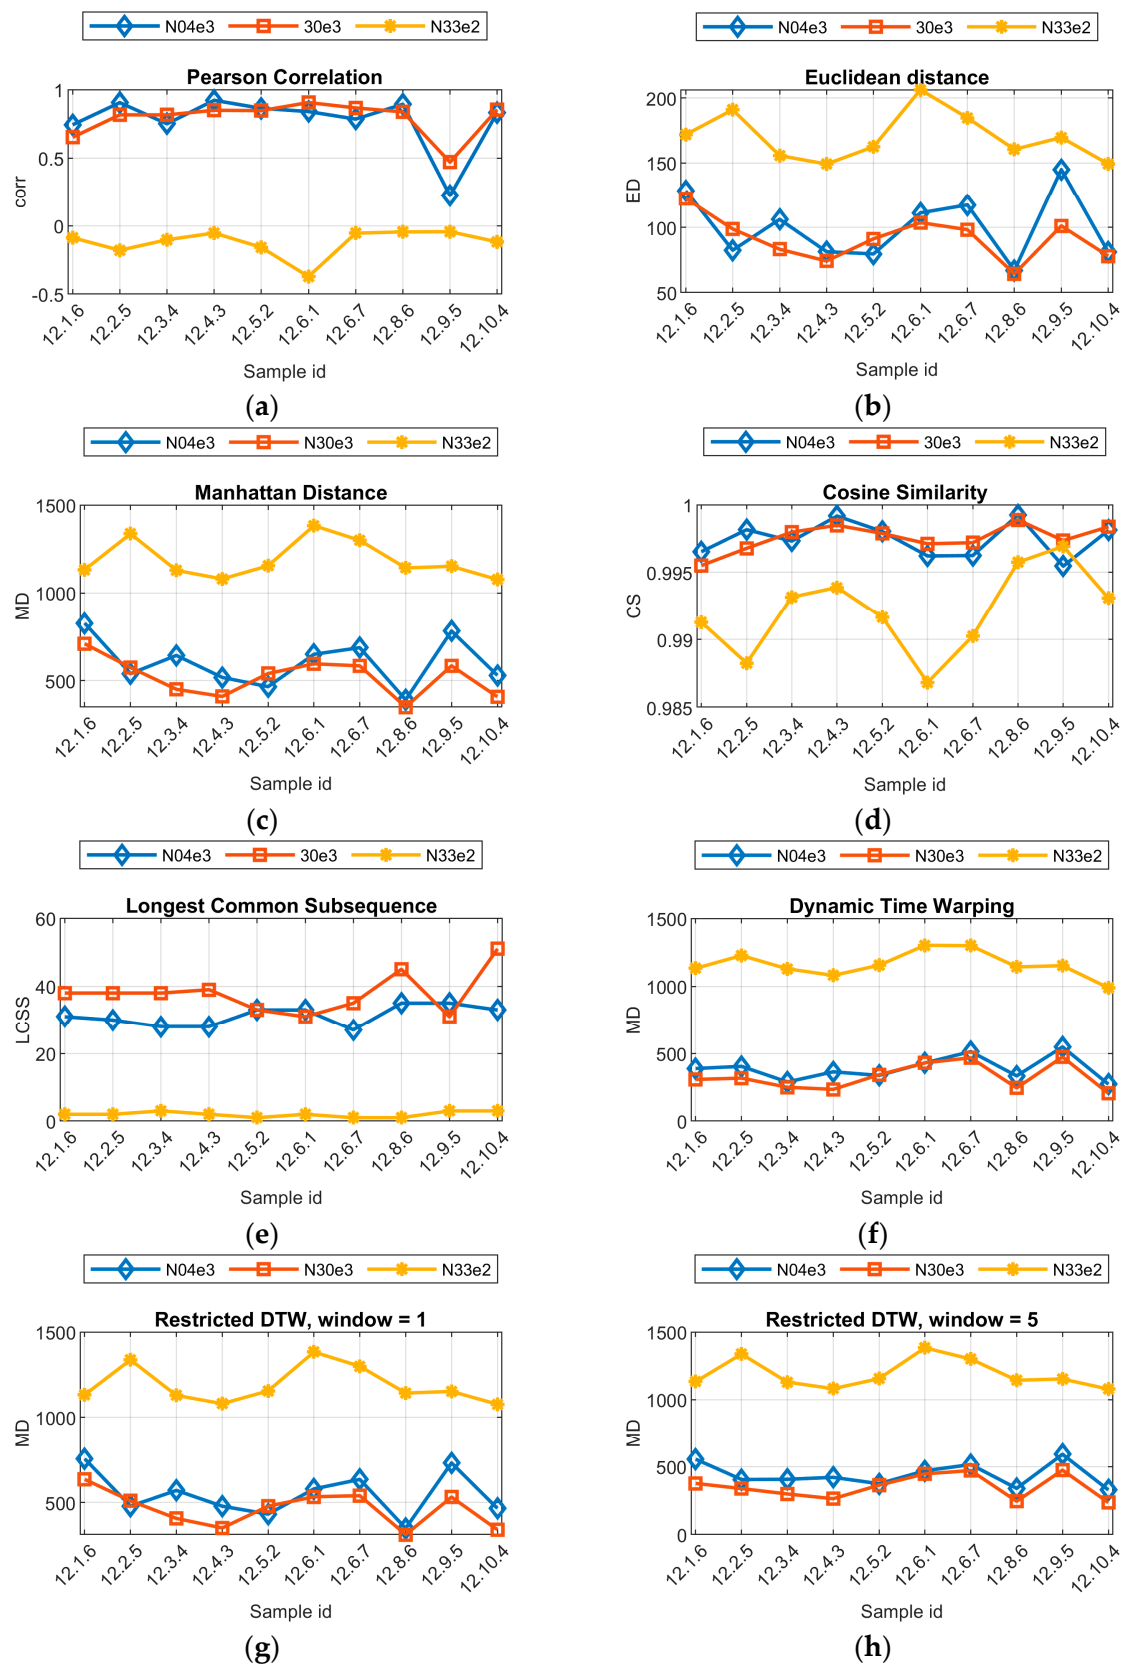 N04e3 30e3 N33e2
Pearson Correlation
1
0.5
0
-0.5
corr
12.1.6 12.2.5 12.3.4 12.4.3 12.5.2 12.6.1 12.6.7 12.8.6 12.9.5 12.10.4
Sample id
(a)
N04e3 30e3 N33e2
Euclidean distance
200
150
100
50
ED
12.1.6 12.2.5 12.3.4 12.4.3 12.5.2 12.6.1 12.6.7 12.8.6 12.9.5 12.10.4
Sample id
(b)
N04e3 N30e3 N33e2
Manhattan Distance
1500
1000
500
MD
12.1.6 12.2.5 12.3.4 12.4.3 12.5.2 12.6.1 12.6.7 12.8.6 12.9.5 12.10.4
Sample id
(c)
N04e3 30e3 N33e2
Cosine Similarity
1
0.995
0.99
0.985
CS
12.1.6 12.2.5 12.3.4 12.4.3 12.5.2 12.6.1 12.6.7 12.8.6 12.9.5 12.10.4
Sample id
(d)
N04e3 30e3 N33e2
Longest Common Subsequence
60
40
20
0
LCSS
12.1.6 12.2.5 12.3.4 12.4.3 12.5.2 12.6.1 12.6.7 12.8.6 12.9.5 12.10.4
Sample id
(e)
N04e3 N30e3 N33e2
Dynamic Time Warping
1500
1000
500
0
MD
12.1.6 12.2.5 12.3.4 12.4.3 12.5.2 12.6.1 12.6.7 12.8.6 12.9.5 12.10.4
Sample id
(f)
N04e3 N30e3 N33e2
Restricted DTW, window = 1
1500
1000
500
MD
12.1.6 12.2.5 12.3.4 12.4.3 12.5.2 12.6.1 12.6.7 12.8.6 12.9.5 12.10.4
Sample id
(g)
N04e3 N30e3 N33e2
Restricted DTW, window = 5
1500
1000
500
0
MD
12.1.6 12.2.5 12.3.4 12.4.3 12.5.2 12.6.1 12.6.7 12.8.6 12.9.5 12.10.4
Sample id
(h)